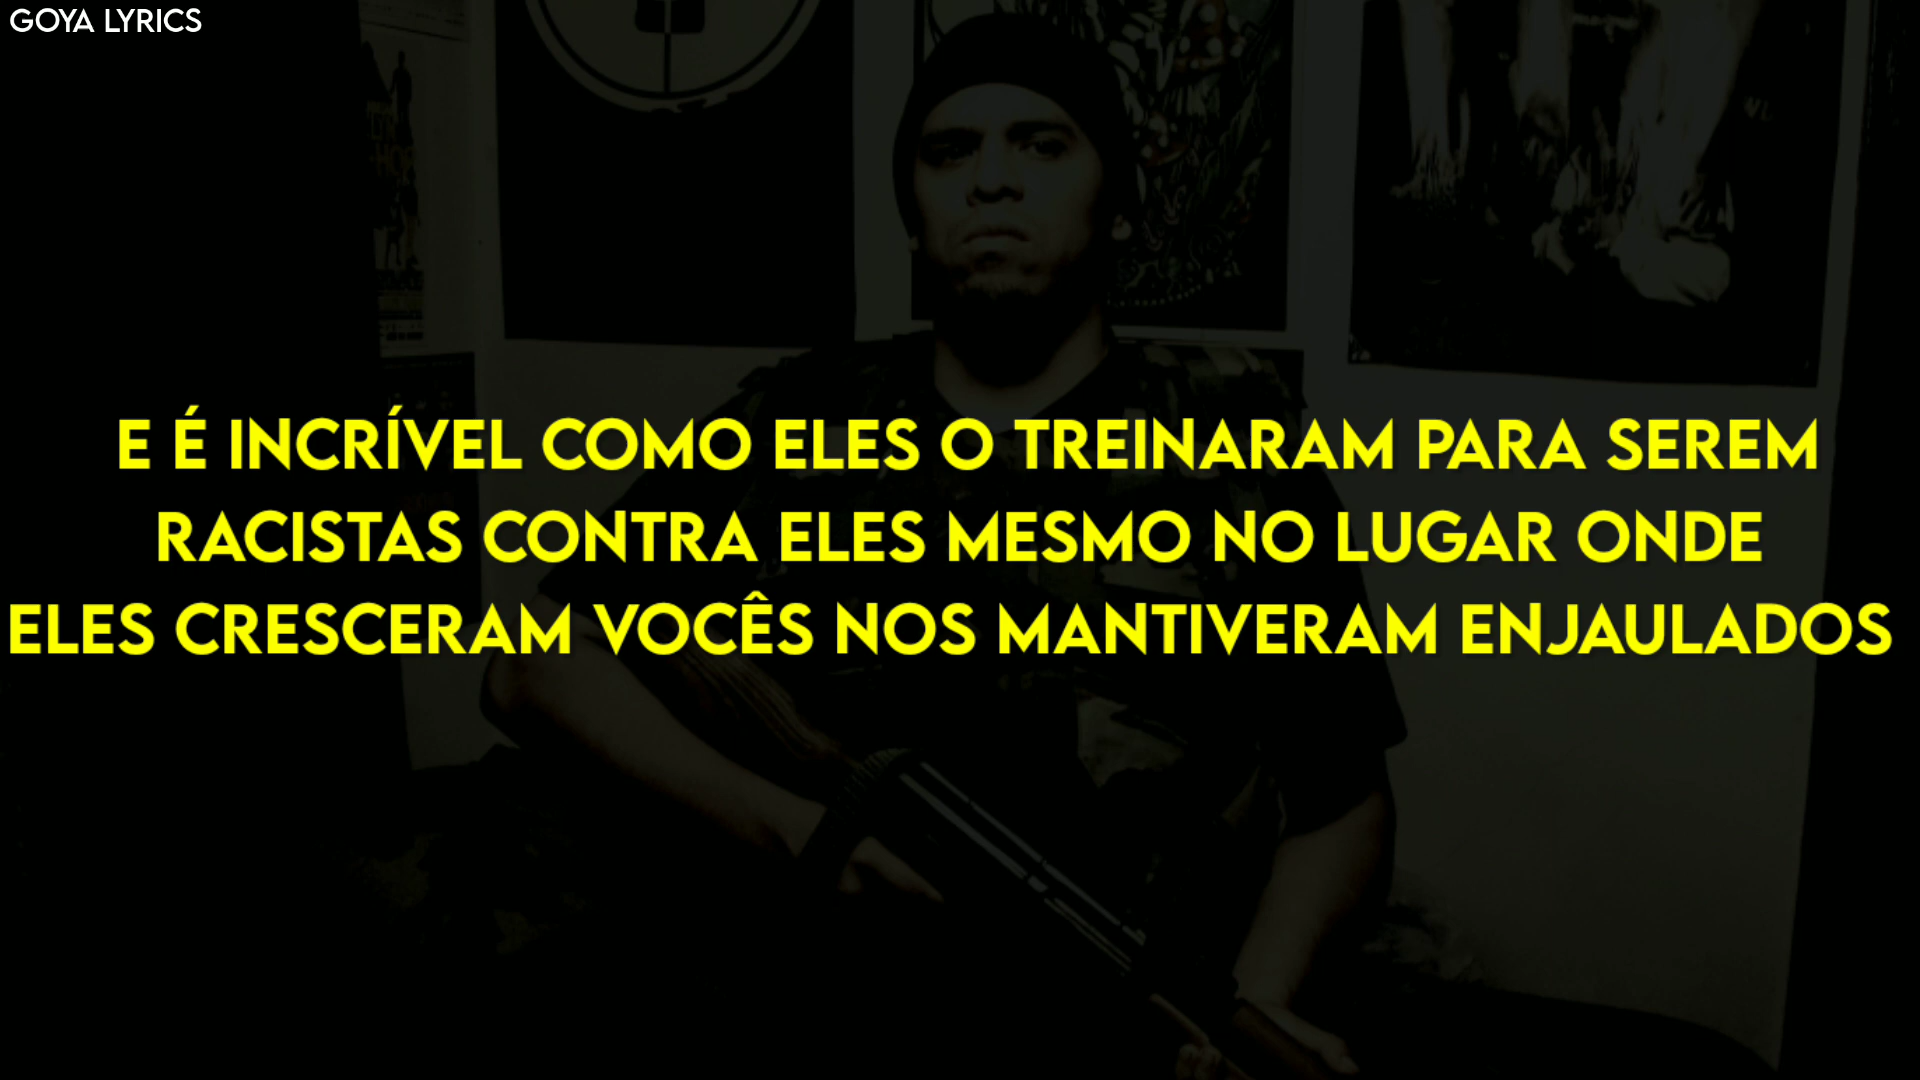 GOYA LYRICS
E É INCRÍVEL COMO ELES O TREINARAM PARA SEREM
RACISTAS CONTRA ELES MESMO NO LUGAR ONDE
ELES CRESCERAM VOCÊS NOS MANTIVERAM ENJAULADOS